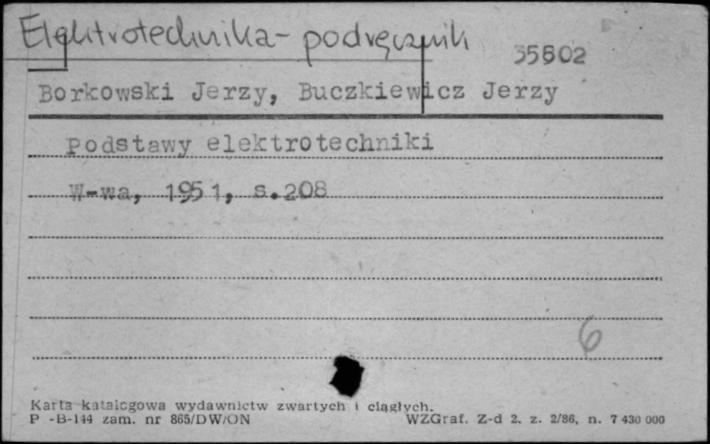 Elektrotechnika - podręcznik
35602
Borkowski Jerzy, Buczkiewicz Jerzy
Podstawy elektrotechniki
W-wa, 1951, s.208
6
Karta katalogowa wydawnictw zwartych i ciągłych.
P -B-144 zam. nr 865/DW/ON WZGraf. Z-d 2. z. 2/86, n. 7 430 000